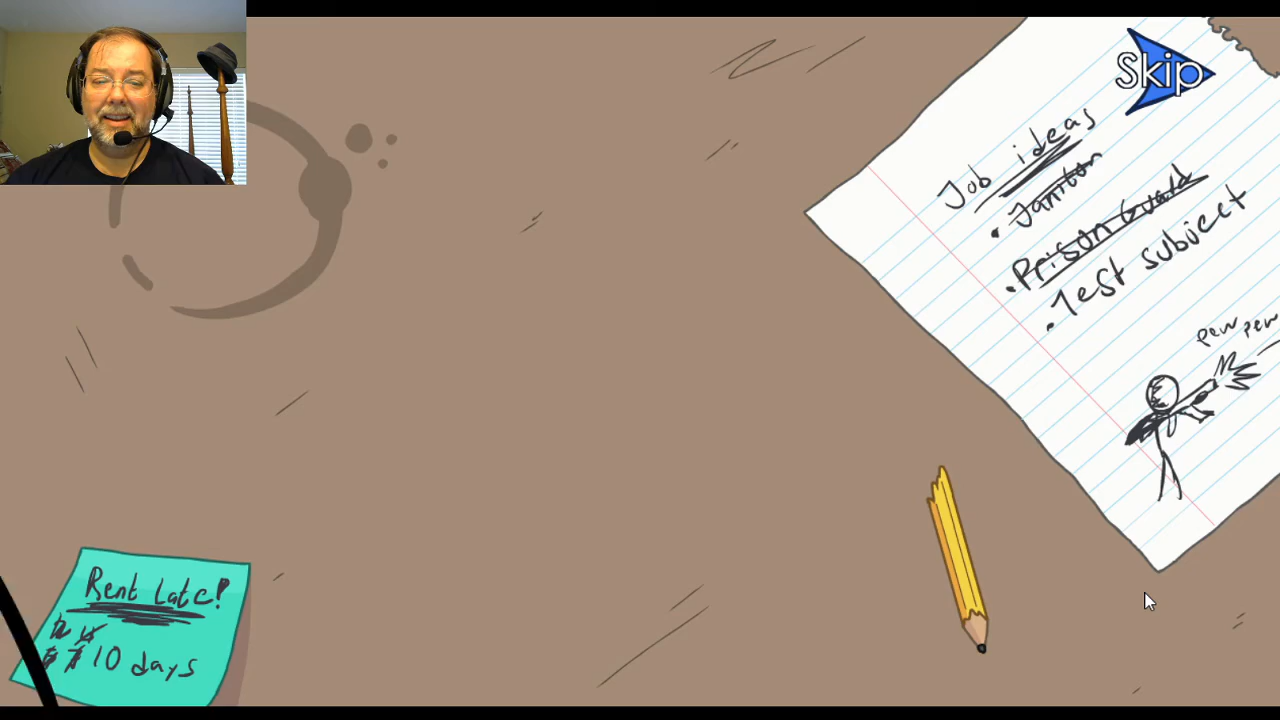 Skip
Job ideas
• Janitor
• Prison Guard
• Test subject
pew pew
Rent Late!
10 days